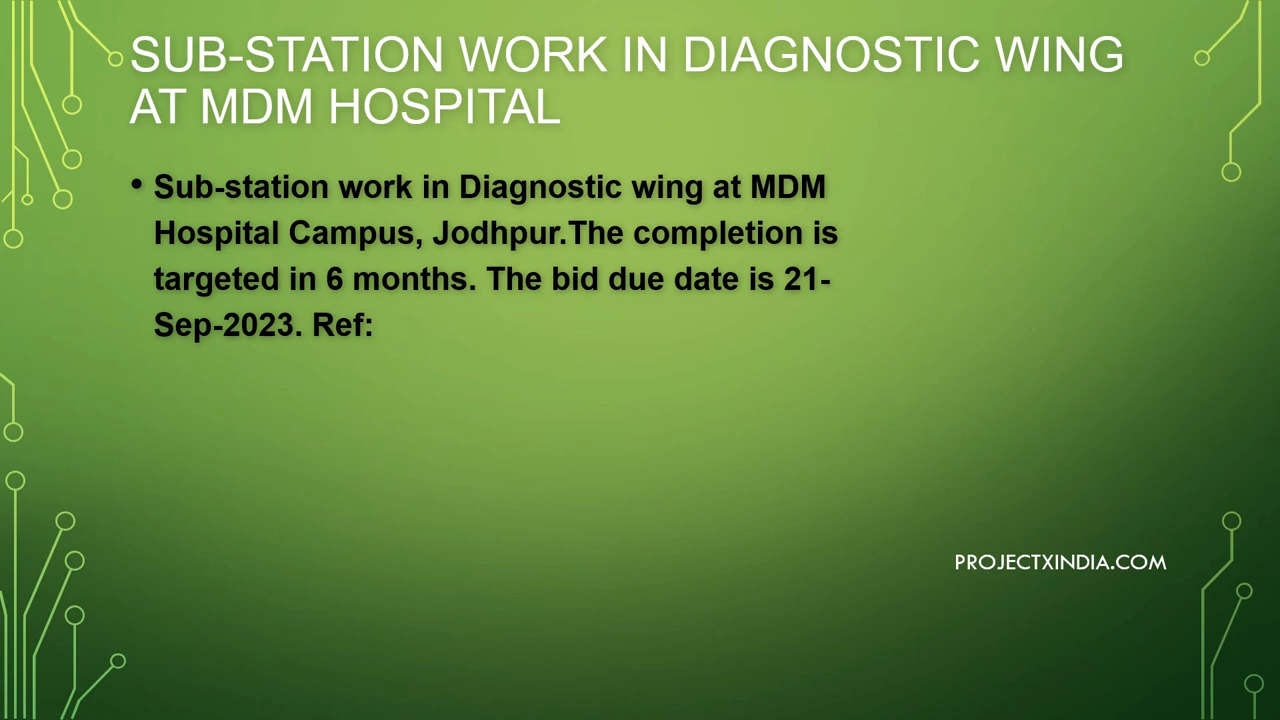 SUB-STATION WORK IN DIAGNOSTIC WING
AT MDM HOSPITAL
• Sub-station work in Diagnostic wing at MDM
Hospital Campus, Jodhpur.The completion is
targeted in 6 months. The bid due date is 21-
Sep-2023. Ref:
PROJECTXINDIA.COM